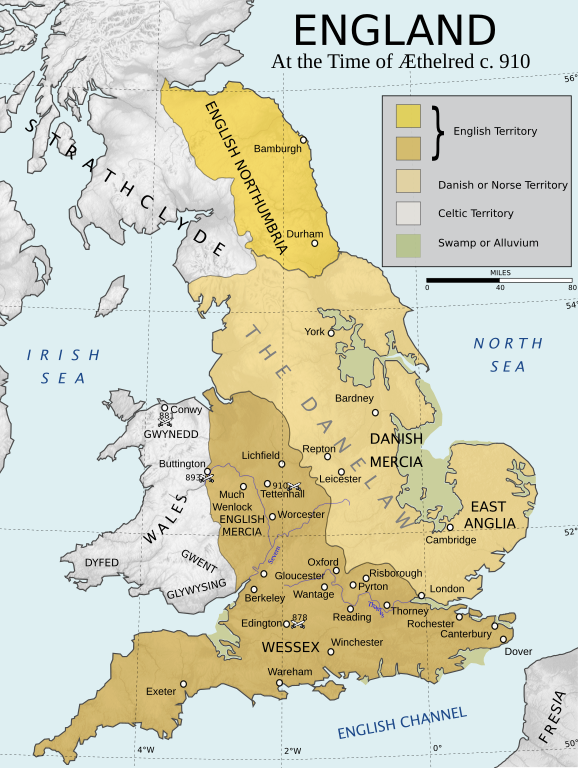 ENGLAND
At the Time of Æthelred c. 910
56°
English Territory
Danish or Norse Territory
Celtic Territory
Swamp or Alluvium
MILES
0 40 80
54°
STRATHCLYDE
ENGLISH NORTHUMBRIA
Bamburgh
Durham
IRISH
SEA
NORTH
SEA
THE DANELAW
York
Bardney
DANISH
MERCIA
Conwy
881
GWYNEDD
Buttington
893
Lichfield
Repton
Leicester
910
Tettenhall
Much
Wenlock
Worcester
ENGLISH
MERCIA
EAST
ANGLIA
52°
Cambridge
WALES
DYFED
GWENT
GLYWYSING
Severn
Oxford
Risborough
Gloucester
Pyrton
London
Berkeley
Wantage
Thames
Thorney
Reading
Rochester
Canterbury
Edington
878
WESSEX
Winchester
Dover
Wareham
Exeter
ENGLISH CHANNEL
FRESIA
4°W
2°W
0°
50°